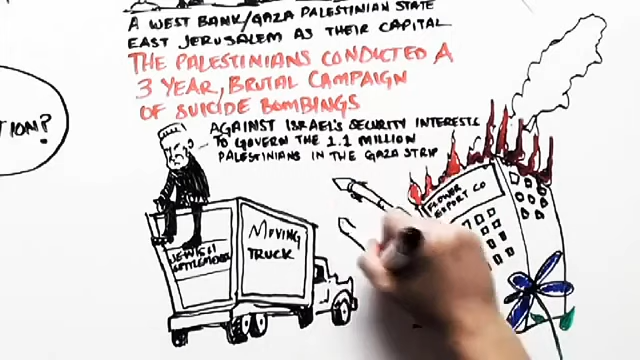 A WEST BANK/GAZA PALESTINIAN STATE
EAST JERUSALEM AS THEIR CAPITAL
THE PALESTINIANS CONDUCTED A
3 YEAR, BRUTAL CAMPAIGN
OF SUICIDE BOMBINGS
AGAINST ISRAEL'S SECURITY INTERESTS
TO GOVERN THE 1.1 MILLION
PALESTINIANS IN THE GAZA STRIP
TION?
FLOWER
EXPORT CO
MOVING
TRUCK
JEWISH
SETTLEMENT